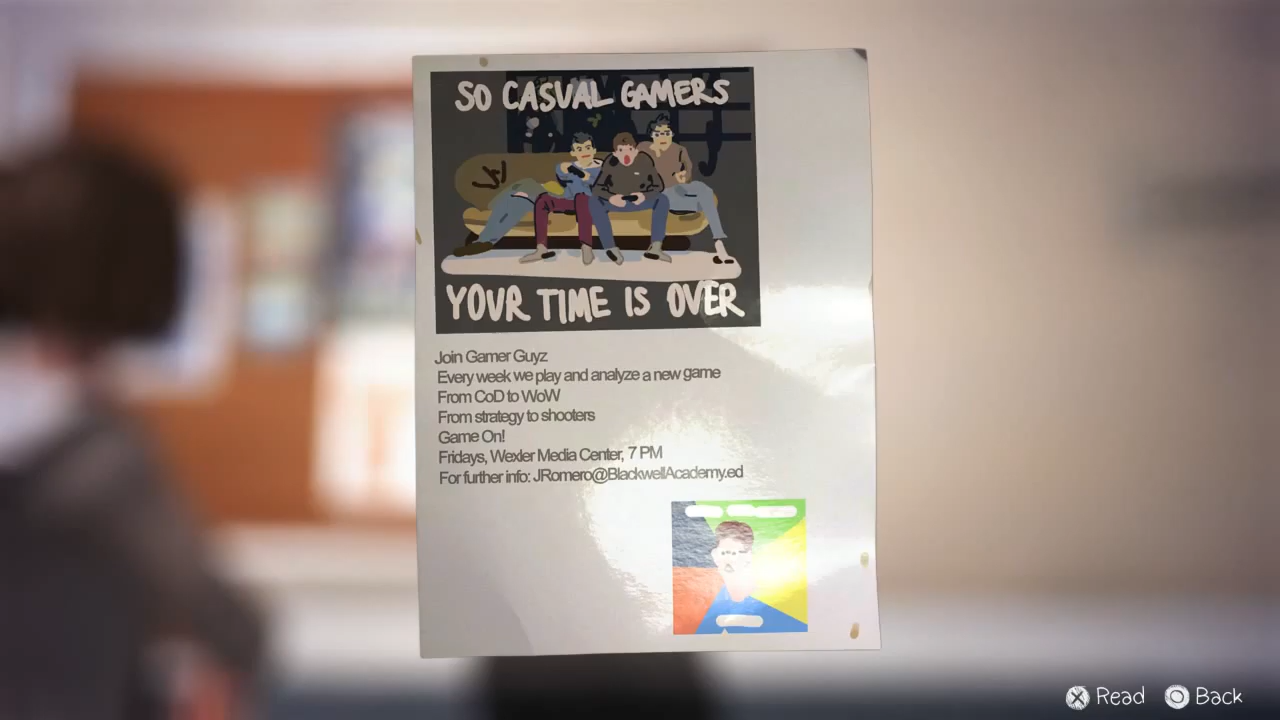 SO CASUAL GAMERS
YOUR TIME IS OVER
Join Gamer Guyz
Every week we play and analyze a new game
From CoD to WoW
From strategy to shooters
Game On!
Fridays, Wexler Media Center, 7 PM
For further info: JRomero@BlackwellAcademy.ed
Read
Back